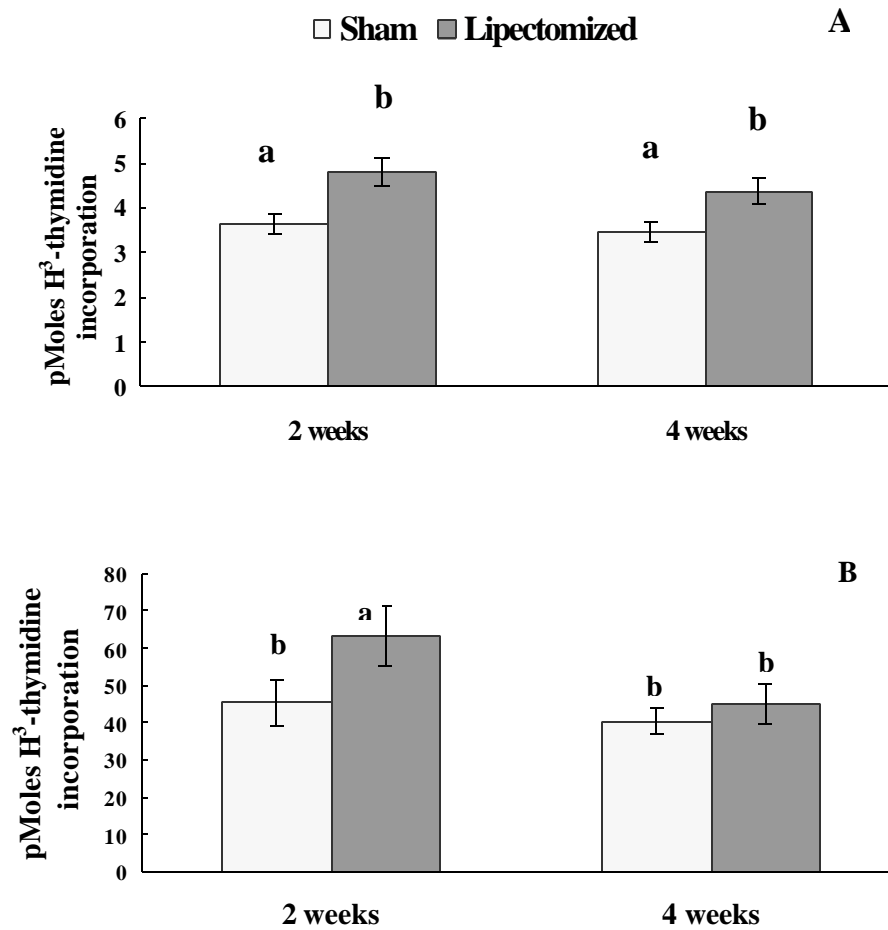 Sham Lipectomized
A
pMoles H³-thymidine
incorporation
6
5
4
3
2
1
0
a
b
a
b
2 weeks
4 weeks
B
pMoles H³-thymidine
incorporation
80
70
60
50
40
30
20
10
0
b
a
b
b
2 weeks
4 weeks